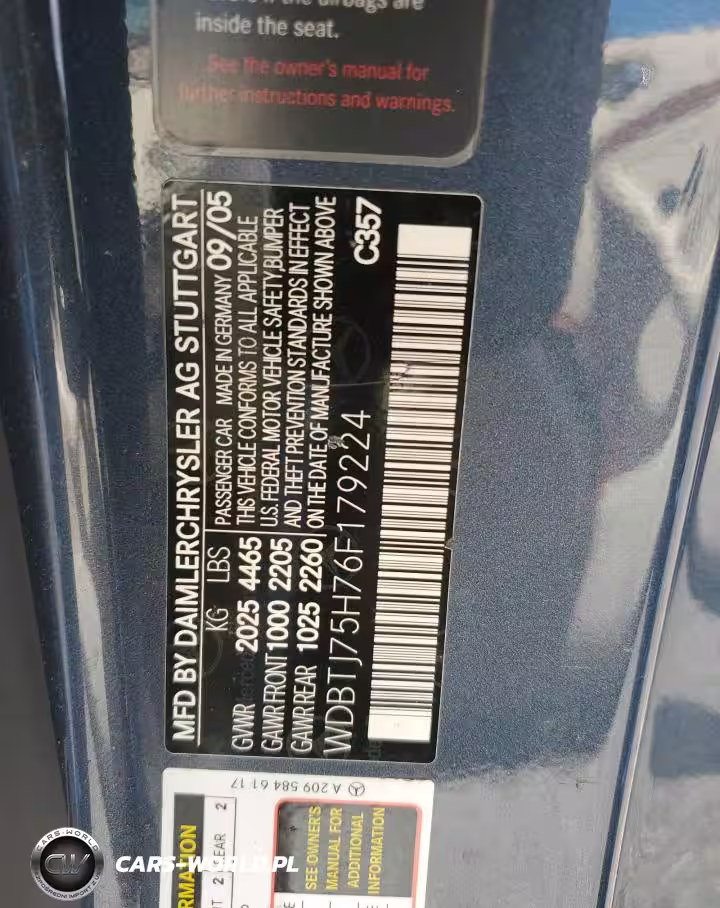 inside the seat.
See the owner's manual for
further instructions and warnings.
MFD BY DAIMLERCHRYSLER AG STUTTGART
KG LBS
GVWR 2025 4465
GAWR FRONT 1000 2205
GAWR REAR 1025 2260
PASSENGER CAR MADE IN GERMANY 09/05
THIS VEHICLE CONFORMS TO ALL APPLICABLE
U.S. FEDERAL MOTOR VEHICLE SAFETY, BUMPER
AND THEFT PREVENTION STANDARDS IN EFFECT
ON THE DATE OF MANUFACTURE SHOWN ABOVE
WDBTJ75H76F179224
C357
A 209 584 61 17
2
2
SEE OWNER'S
MANUAL FOR
ADDITIONAL
INFORMATION
CARS-WORLD
CARS-WORLD.PL